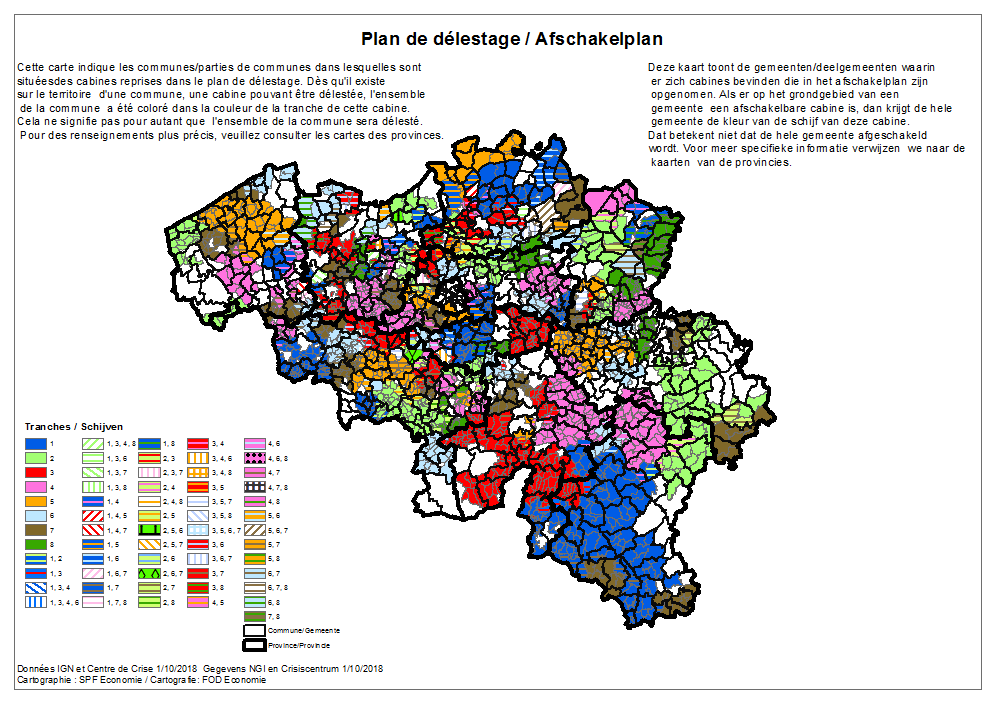 Plan de délestage / Afschakelplan
Cette carte indique les communes/parties de communes dans lesquelles sont
situéesdes cabines reprises dans le plan de délestage. Dès qu'il existe
sur le territoire d'une commune, une cabine pouvant être délestée, l'ensemble
de la commune a été coloré dans la couleur de la tranche de cette cabine.
Cela ne signifie pas pour autant que l'ensemble de la commune sera délesté.
Pour des renseignements plus précis, veuillez consulter les cartes des provinces.
Deze kaart toont de gemeenten/deelgemeenten waarin
er zich cabines bevinden die in het afschakelplan zijn
opgenomen. Als er op het grondgebied van een
gemeente een afschakelbare cabine is, dan krijgt de hele
gemeente de kleur van de schijf van deze cabine.
Dat betekent niet dat de hele gemeente afgeschakeld
wordt. Voor meer specifieke informatie verwijzen we naar de
kaarten van de provincies.
Tranches / Schijven
1
2
3
4
5
6
7
8
1, 2
1, 3
1, 3, 4
1, 3, 4, 6
1, 3, 4, 8
1, 3, 6
1, 3, 7
1, 3, 8
1, 4
1, 4, 5
1, 4, 7
1, 5
1, 6
1, 6, 7
1, 7
1, 7, 8
1, 8
2, 3
2, 3, 7
2, 4
2, 4, 8
2, 5
2, 5, 6
2, 5, 7
2, 6
2, 6, 7
2, 7
2, 8
3, 4
3, 4, 6
3, 4, 8
3, 5
3, 5, 7
3, 5, 8
3, 5, 6, 7
3, 6
3, 6, 7
3, 7
3, 8
4, 5
4, 6
4, 6, 8
4, 7
4, 7, 8
4, 8
5, 6
5, 6, 7
5, 7
5, 8
6, 7
6, 7, 8
6, 8
7, 8
Commune/Gemeente
Province/Provincie
Données IGN et Centre de Crise 1/10/2018 Gegevens NGI en Crisiscentrum 1/10/2018
Cartographie : SPF Economie / Cartografie: FOD Economie